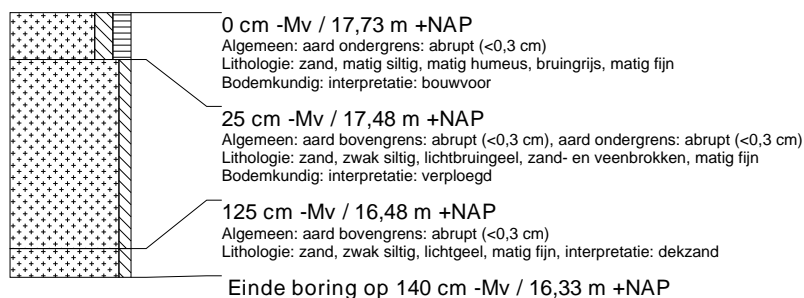 0 cm -Mv / 17,73 m +NAP
Algemeen: aard ondergrens: abrupt (<0,3 cm)
Lithologie: zand, matig siltig, matig humeus, bruingrijs, matig fijn
Bodemkundig: interpretatie: bouwvoor
25 cm -Mv / 17,48 m +NAP
Algemeen: aard bovengrens: abrupt (<0,3 cm), aard ondergrens: abrupt (<0,3 cm)
Lithologie: zand, zwak siltig, lichtbruingeel, zand- en veenbrokken, matig fijn
Bodemkundig: interpretatie: verploegd
125 cm -Mv / 16,48 m +NAP
Algemeen: aard bovengrens: abrupt (<0,3 cm)
Lithologie: zand, zwak siltig, lichtgeel, matig fijn, interpretatie: dekzand
Einde boring op 140 cm -Mv / 16,33 m +NAP